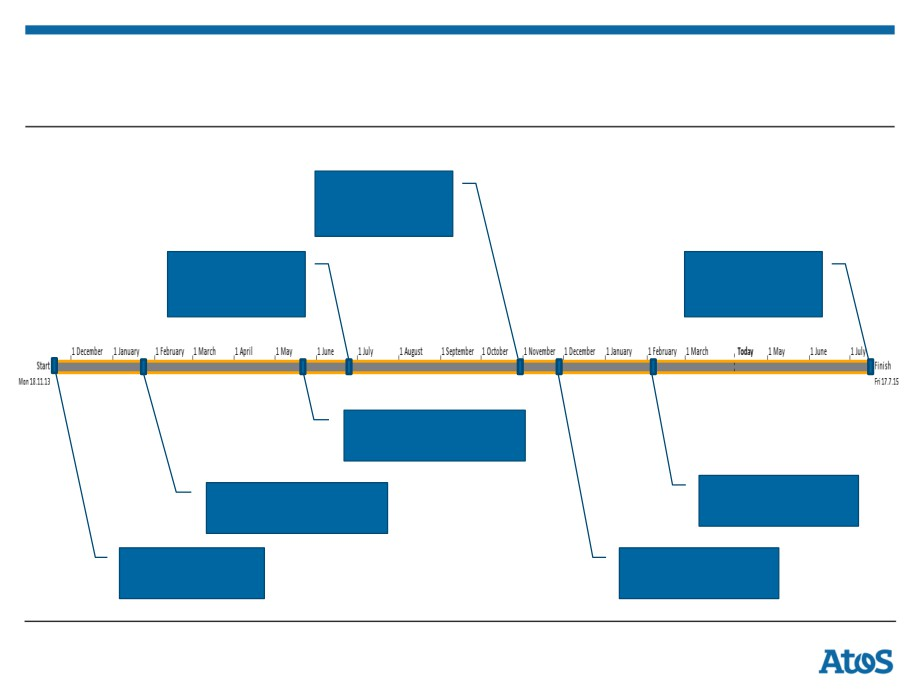 1 December 1 January 1 February 1 March 1 April 1 May 1 June 1 July 1 August 1 September 1 October 1 November 1 December 1 January 1 February 1 March Today 1 May 1 June 1 July
Start Finish
Mon 18.11.13 Fri 17.7.15
Atos